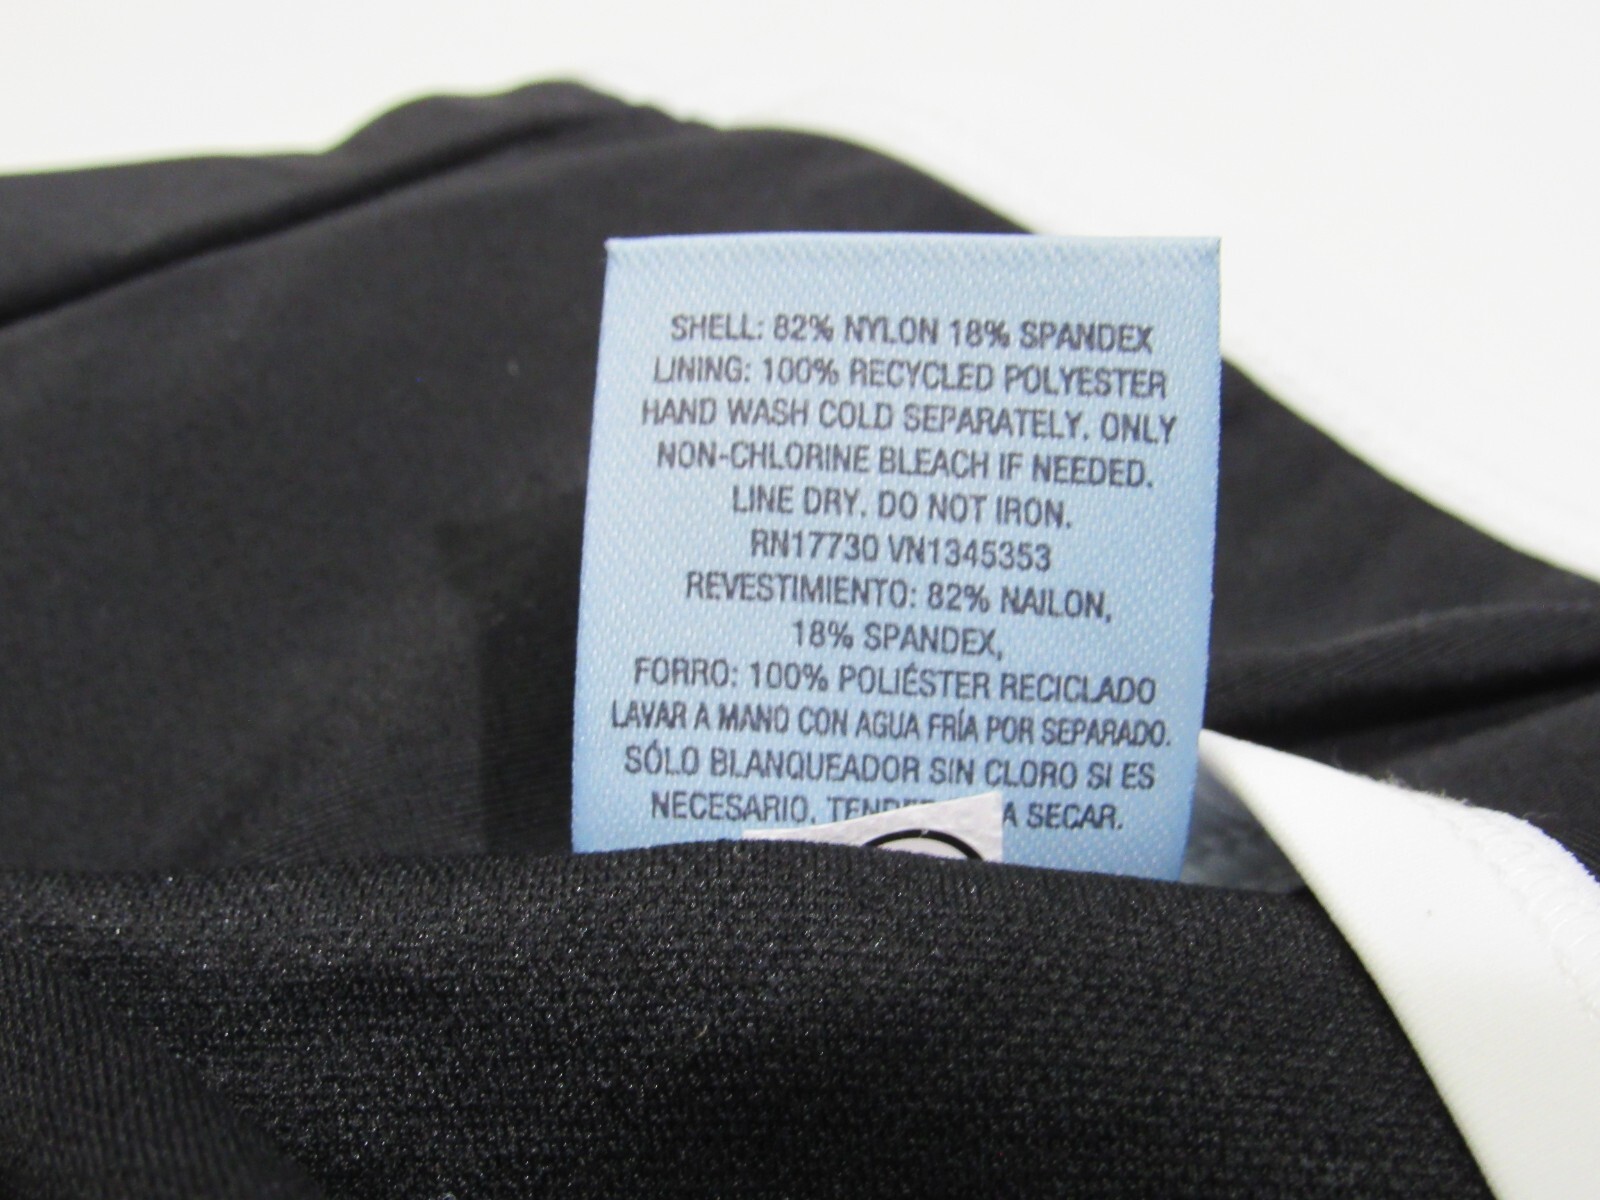 SHELL: 82% NYLON 18% SPANDEX
LINING: 100% RECYCLED POLYESTER
HAND WASH COLD SEPARATELY. ONLY
NON-CHLORINE BLEACH IF NEEDED.
LINE DRY. DO NOT IRON.
RN17730 VN1345353
REVESTIMIENTO: 82% NAILON,
18% SPANDEX,
FORRO: 100% POLIÉSTER RECICLADO
LAVAR A MANO CON AGUA FRÍA POR SEPARADO.
SÓLO BLANQUEADOR SIN CLORO SI ES
NECESARIO. A SECAR.